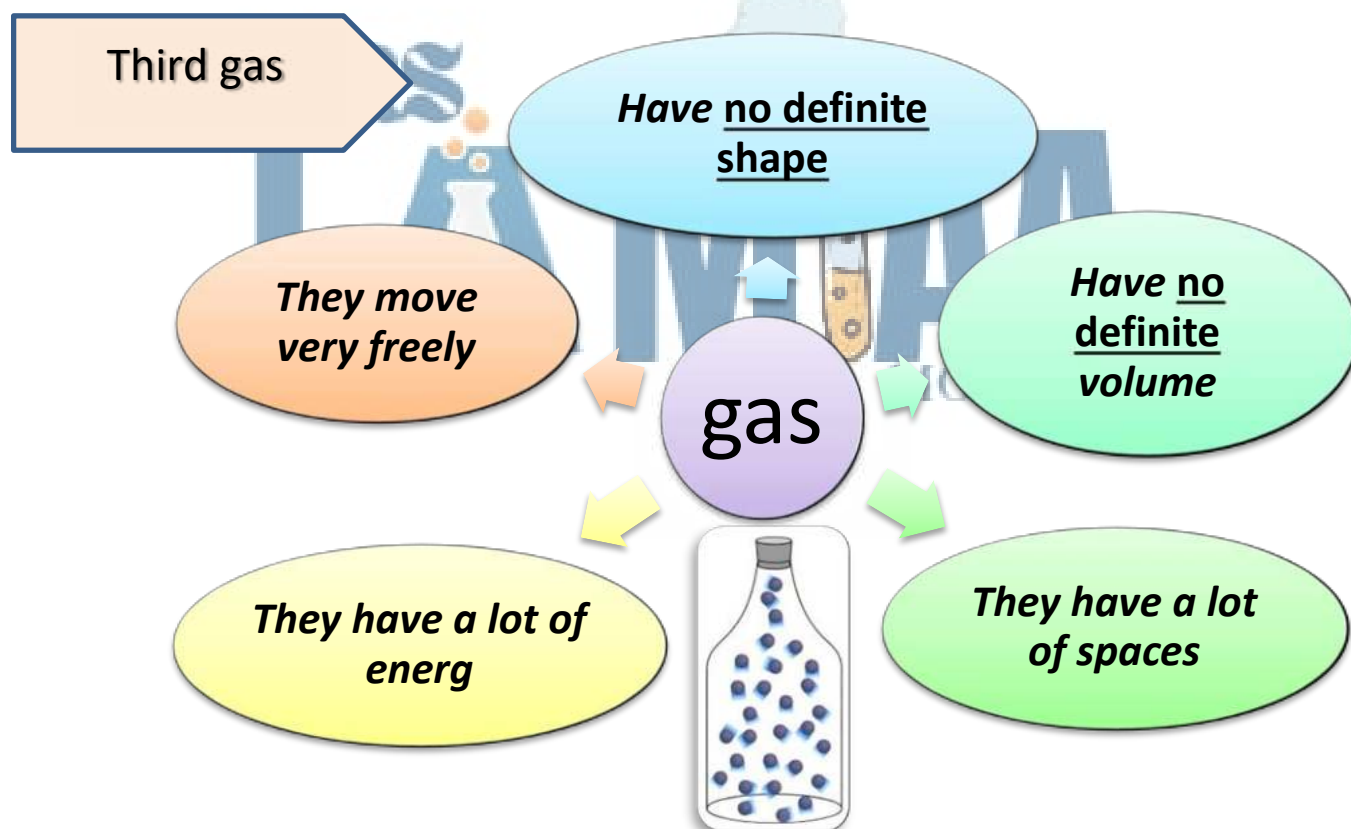 Third gas
Have no definite
shape
They move
very freely
Have no
definite
volume
gas
They have a lot of
energ
They have a lot
of spaces